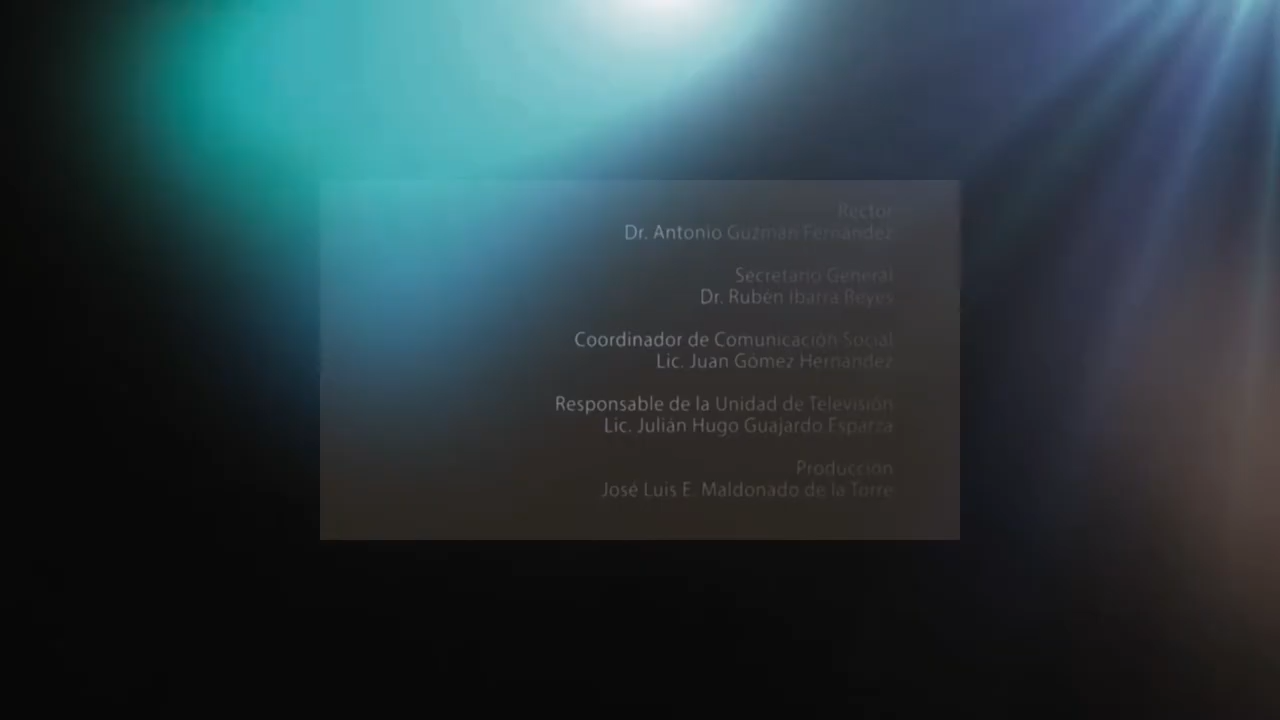 Rector
Dr. Antonio Guzmán Fernández
Secretario General
Dr. Rubén Ibarra Reyes
Coordinador de Comunicación Social
Lic. Juan Gómez Hernández
Responsable de la Unidad de Televisión
Lic. Julián Hugo Guajardo Esparza
Producción
José Luis E. Maldonado de la Torre